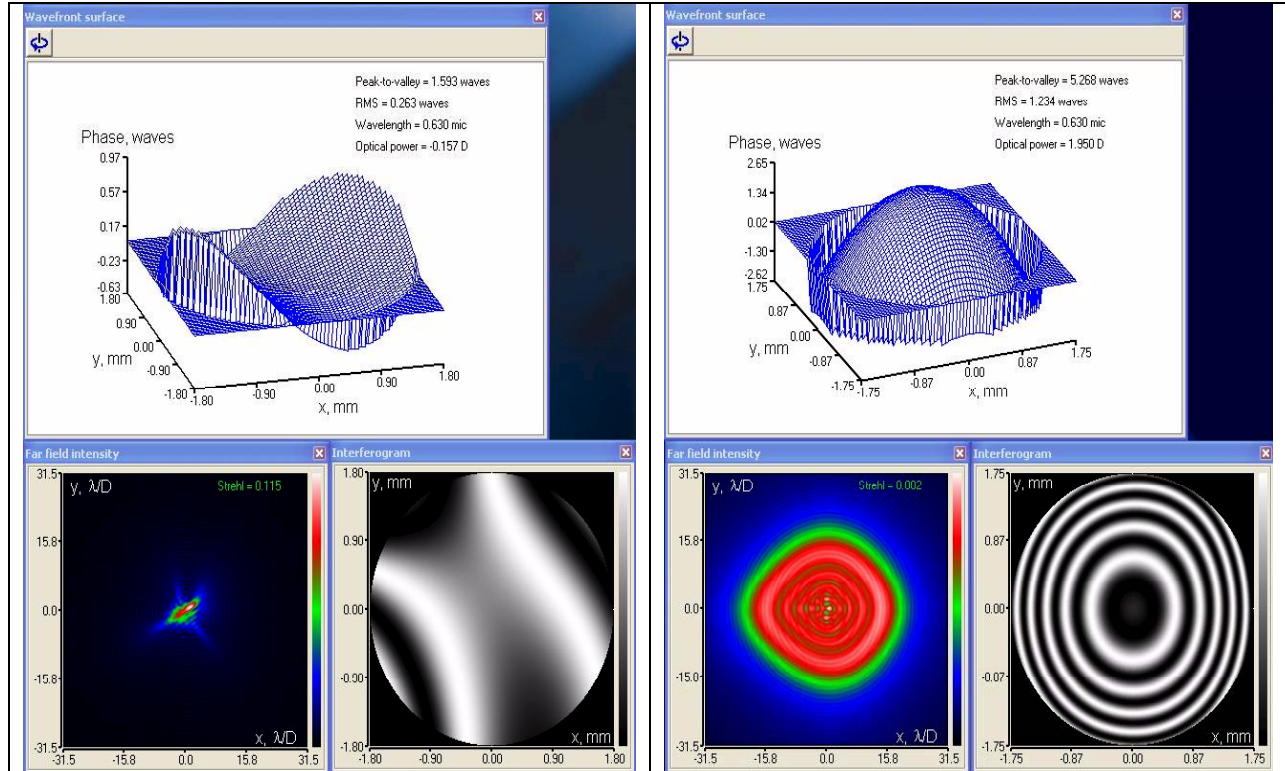 Wavefront surface
Peak-to-valley = 1.593 waves
RMS = 0.263 waves
Wavelength = 0.630 mic
Optical power = -0.157 D
Phase, waves
0.97
0.57
0.17
-0.23
-0.63
1.80
0.90
0.00
-0.90
-1.80
y, mm
-1.80
-0.90
0.00
0.90
1.80
x, mm
Far field intensity
31.5
15.8
0.0
-15.8
-31.5
y, λ/D
Strehl = 0.115
x, λ/D
-31.5
-15.8
0.0
15.8
31.5
Interferogram
1.80
0.90
0.00
-0.90
-1.80
y, mm
x, mm
-1.80
-0.90
0.00
0.90
1.80
Wavefront surface
Peak-to-valley = 5.268 waves
RMS = 1.234 waves
Wavelength = 0.630 mic
Optical power = 1.950 D
Phase, waves
2.65
1.34
0.02
-1.30
-2.62
1.75
0.87
0.00
-0.87
-1.75
y, mm
-1.75
-0.87
0.00
0.87
1.75
x, mm
Far field intensity
31.5
15.8
0.0
-15.0
-31.5
y, λ/D
Strehl = 0.002
x, λ/D
-31.5
-15.8
0.0
15.8
31.5
Interferogram
1.75
0.87
0.00
-0.07
-1.75
y, mm
x, mm
-1.75
-0.87
0.00
0.87
1.75